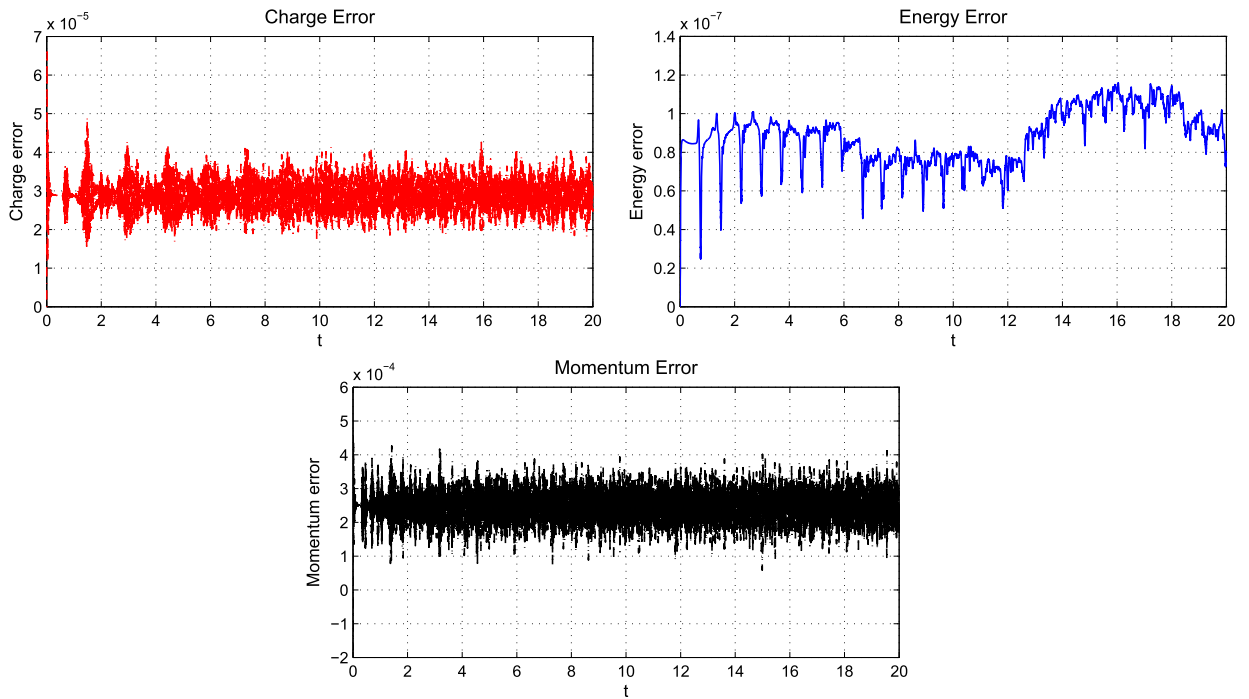 Charge Error
x 10⁻⁵
7
6
5
4
3
2
1
0
Charge error
0 2 4 6 8 10 12 14 16 18 20
t
Energy Error
x 10⁻⁷
1.4
1.2
1
0.8
0.6
0.4
0.2
0
Energy error
0 2 4 6 8 10 12 14 16 18 20
t
Momentum Error
x 10⁻⁴
6
5
4
3
2
1
0
−1
−2
Momentum error
0 2 4 6 8 10 12 14 16 18 20
t